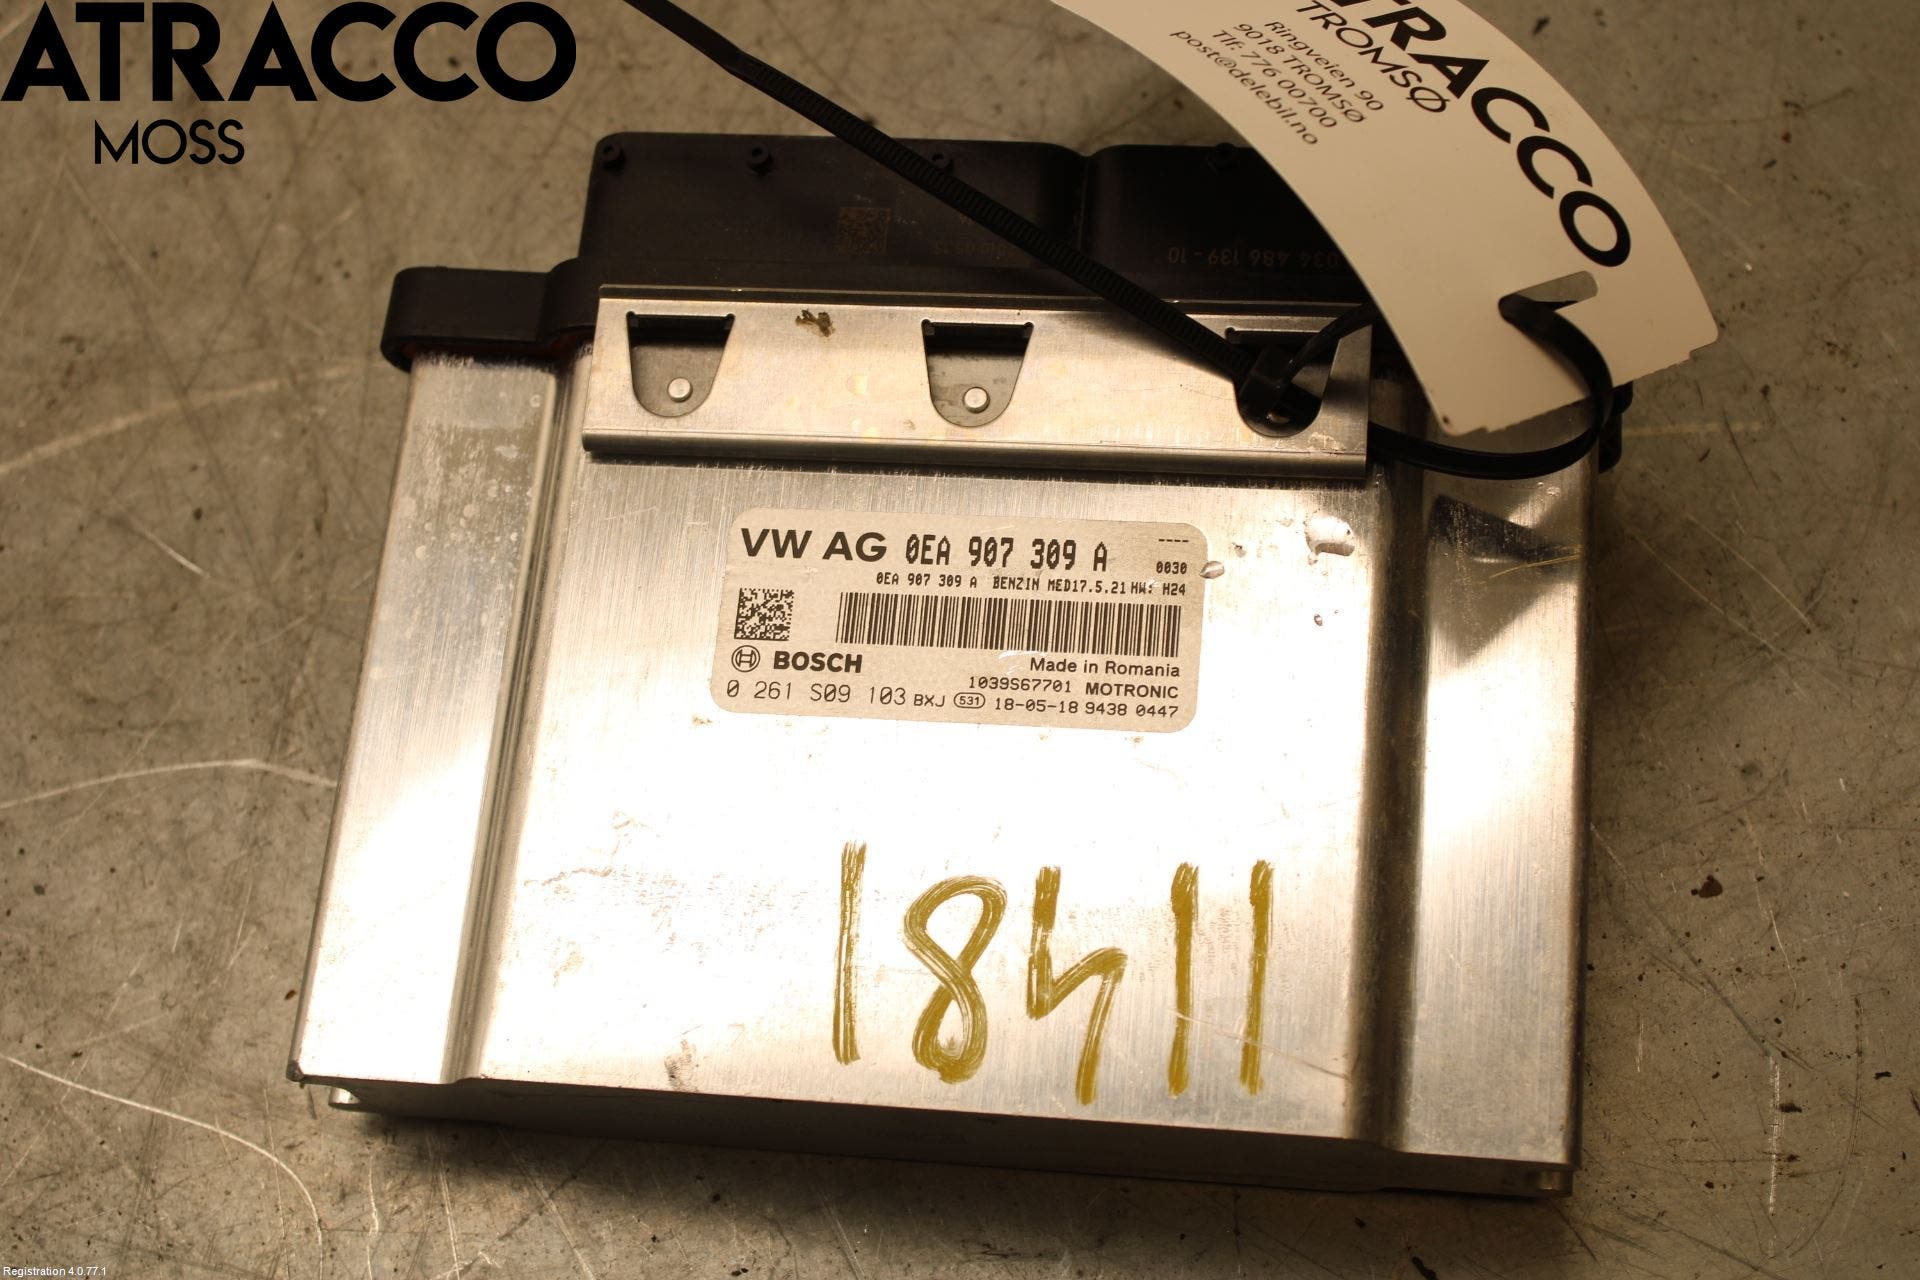 ATRACCO
MOSS
ATRACCO
TROMSØ
Ringveien 90
9018 TROMSØ
Tlf: 776 00700
post@delebil.no
034 486 139-10
VW AG 0EA 907 309 A ----
0030
0EA 907 309 A BENZIN MED17.5.21 HW: H24
BOSCH
Made in Romania
1039S67701 MOTRONIC
0 261 S09 103 BXJ 531 18-05-18 9438 0447
18411
Registration 4.0.77.1